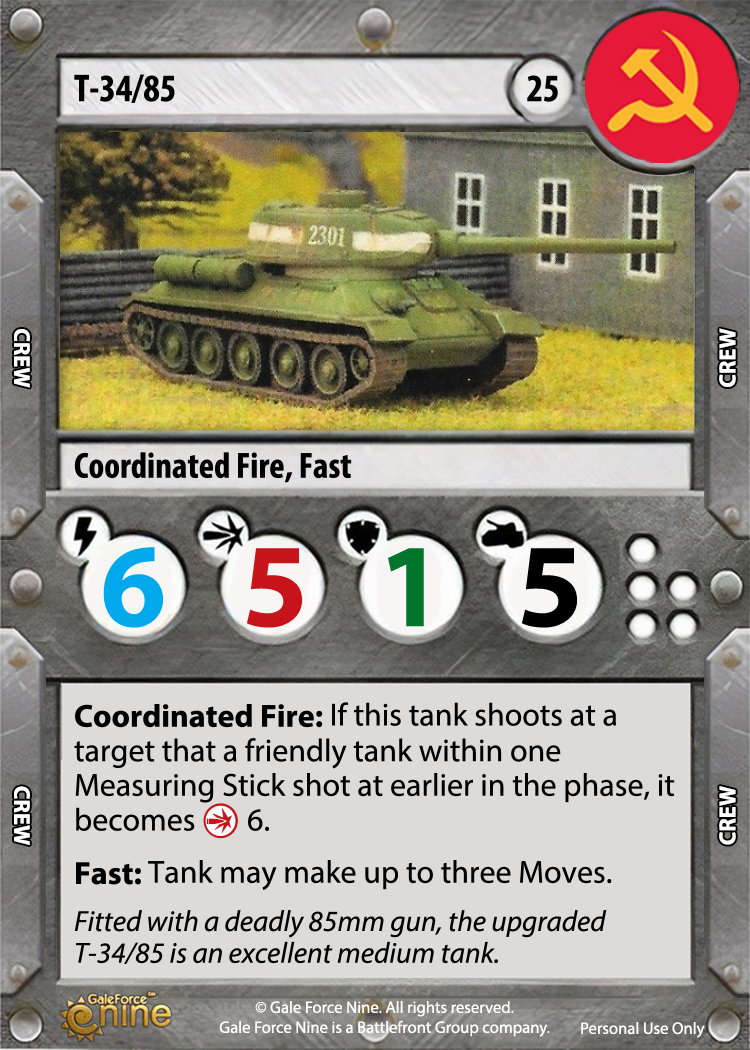 T-34/85
25
2301
CREW
CREW
Coordinated Fire, Fast
6
5
1
5
Coordinated Fire: If this tank shoots at a
target that a friendly tank within one
Measuring Stick shot at earlier in the phase, it
becomes 6.
Fast: Tank may make up to three Moves.
Fitted with a deadly 85mm gun, the upgraded
T-34/85 is an excellent medium tank.
CREW
CREW
GaleForce™
nine
© Gale Force Nine. All rights reserved.
Gale Force Nine is a Battlefront Group company.
Personal Use Only